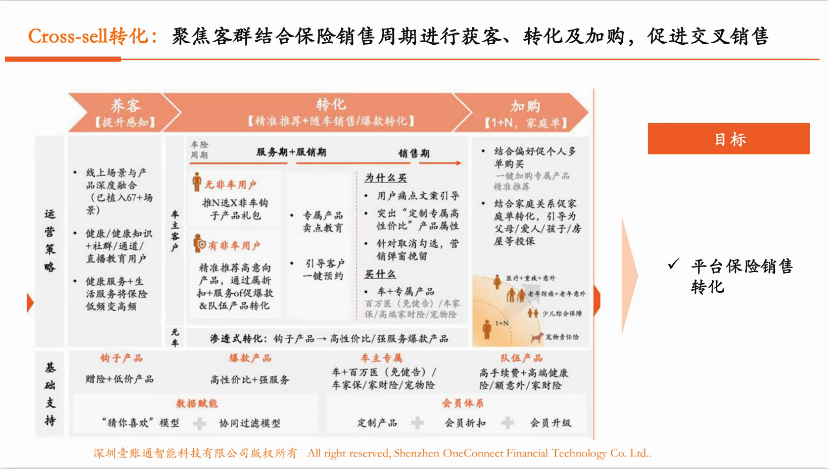 Cross-sell转化：聚焦客群结合保险销售周期进行获客、转化及加购，促进交叉销售
养客
【提升感知】
转化
【精准推荐+随车销售/爆款转化】
加购
【1+N，家庭单】
目标
运营策略
• 线上场景与产
品深度融合
（已植入67+场
景）
• 健康/健康知识
+社群/通道/
直播教育用户
• 健康服务+生
活服务将保险
低频变高频
车险
周期
服务期+服销期
销售期
车主客户
无非车用户
推N选X非车钩
子产品礼包
有非车用户
精准推荐高意向
产品，通过属折
扣+服务of促爆款
&队伍产品转化
• 专属产品
卖点教育
• 引导客户
一键预约
为什么买
• 用户痛点文案引导
• 突出“定制专属高
性价比”产品属性
• 针对取消勾选，营
销弹窗挽留
买什么
• 车+专属产品
百万医（免健告）/车家
保/高端家财险/宠物险
无车
渗透式转化：钩子产品→高性价比/强服务爆款产品
• 结合偏好促个人多
单购买
一键加购专属产品
精准推荐
• 结合家庭关系促家
庭单转化，引导为
父母/爱人/孩子/房
屋等投保
医疗+重疾+意外
老年防癌+老年意外
少儿综合保障
1+N
宠物责任险
✓ 平台保险销售
转化
基础支持
钩子产品
赠险+低价产品
爆款产品
高性价比+强服务
车主专属
车+百万医（免健告）/
车家保/家财险/宠物险
队伍产品
高手续费+高端健康
险/额意外/家财险
数据赋能
“猜你喜欢”模型
协同过滤模型
会员体系
定制产品
会员折扣
会员升级
深圳壹账通智能科技有限公司版权所有 All right reserved, Shenzhen OneConnect Financial Technology Co. Ltd..